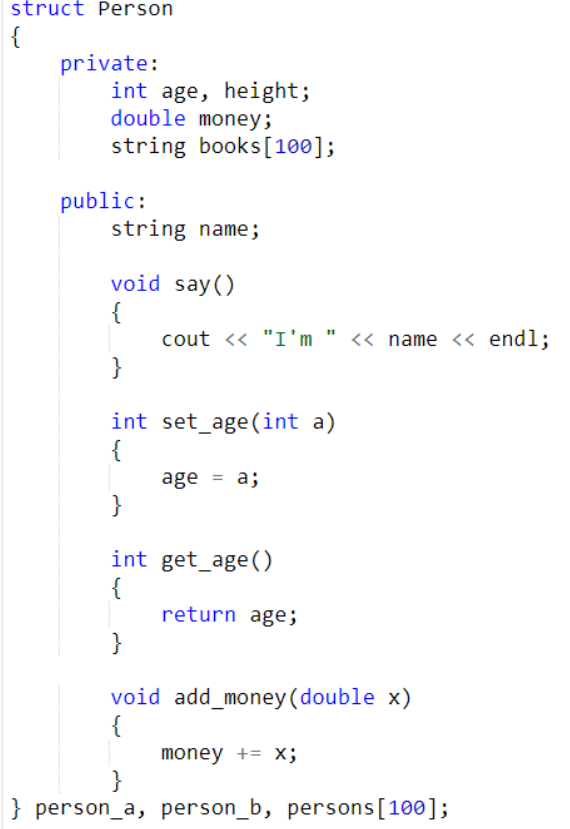 struct Person
{
    private:
        int age, height;
        double money;
        string books[100];

    public:
        string name;

        void say()
        {
            cout << "I'm " << name << endl;
        }

        int set_age(int a)
        {
            age = a;
        }

        int get_age()
        {
            return age;
        }

        void add_money(double x)
        {
            money += x;
        }
} person_a, person_b, persons[100];